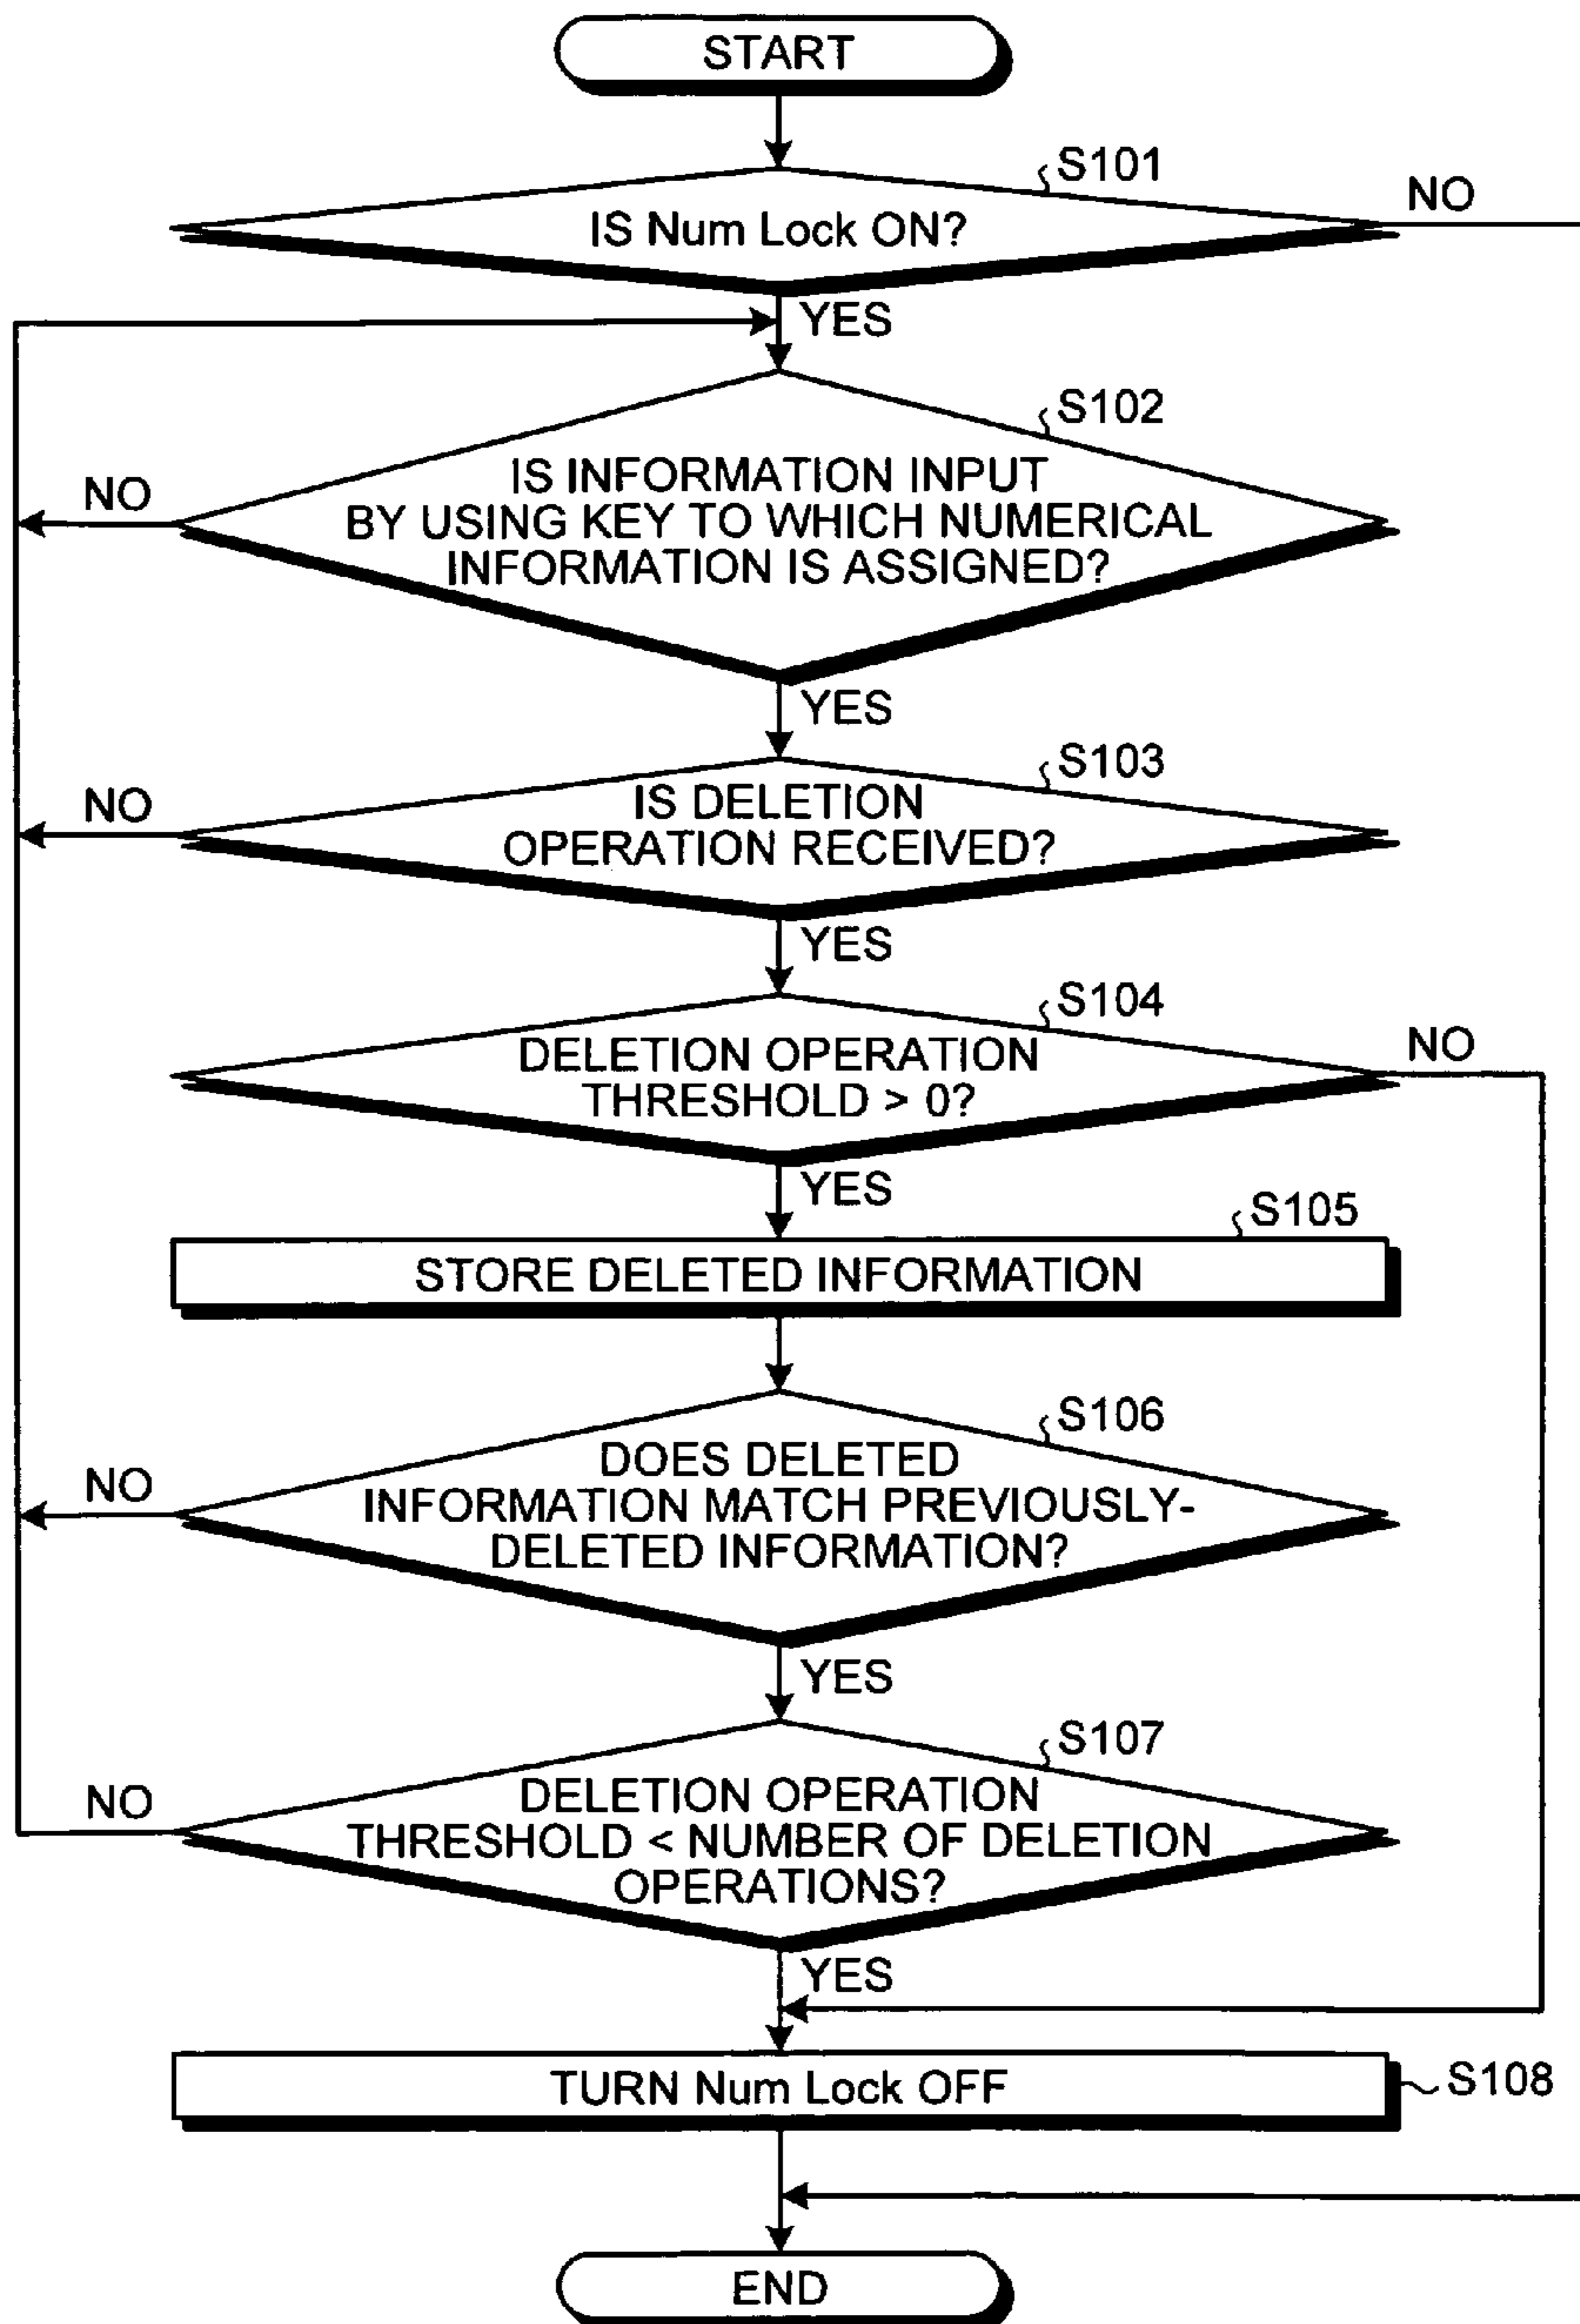 START
S101
NO
IS Num Lock ON?
YES
S102
NO
IS INFORMATION INPUT
BY USING KEY TO WHICH NUMERICAL
INFORMATION IS ASSIGNED?
YES
S103
NO
IS DELETION
OPERATION RECEIVED?
YES
S104
NO
DELETION OPERATION
THRESHOLD > 0?
YES
S105
STORE DELETED INFORMATION
S106
NO
DOES DELETED
INFORMATION MATCH PREVIOUSLY-
DELETED INFORMATION?
YES
S107
NO
DELETION OPERATION
THRESHOLD < NUMBER OF DELETION
OPERATIONS?
YES
TURN Num Lock OFF
S108
END